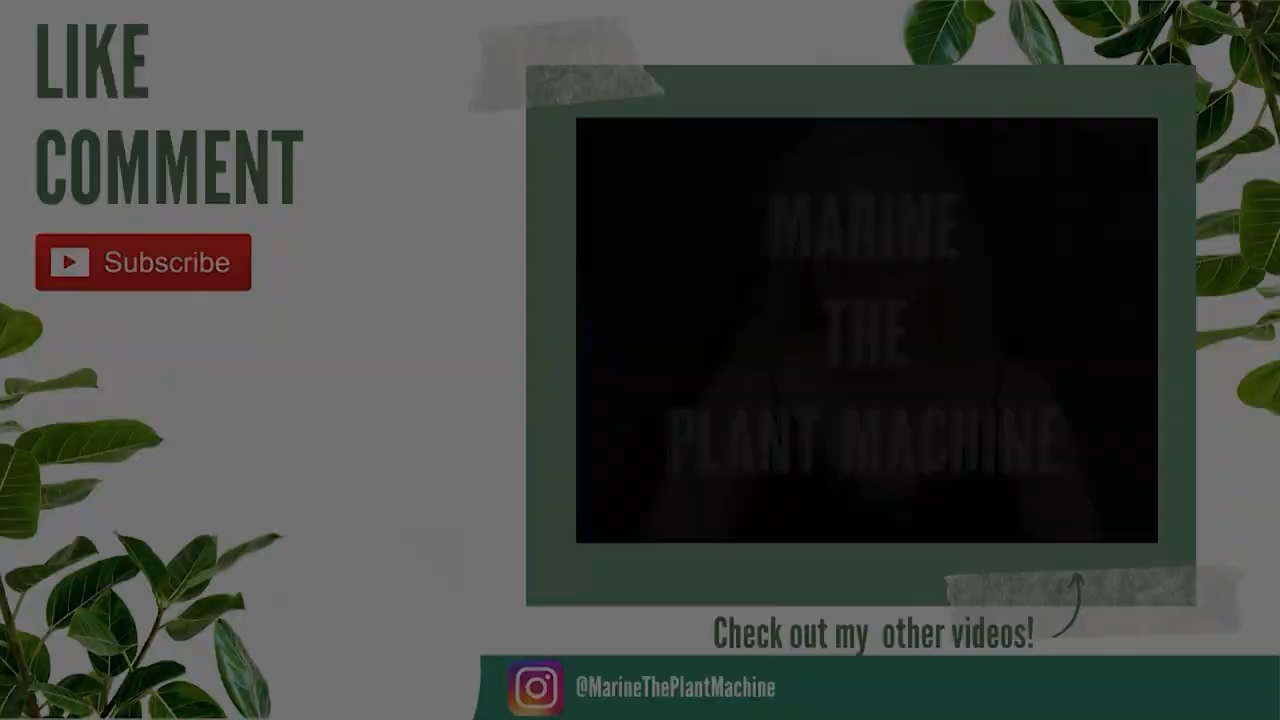 LIKE
COMMENT
Subscribe
MARINE
THE
PLANT MACHINE
Check out my other videos!
@MarineThePlantMachine